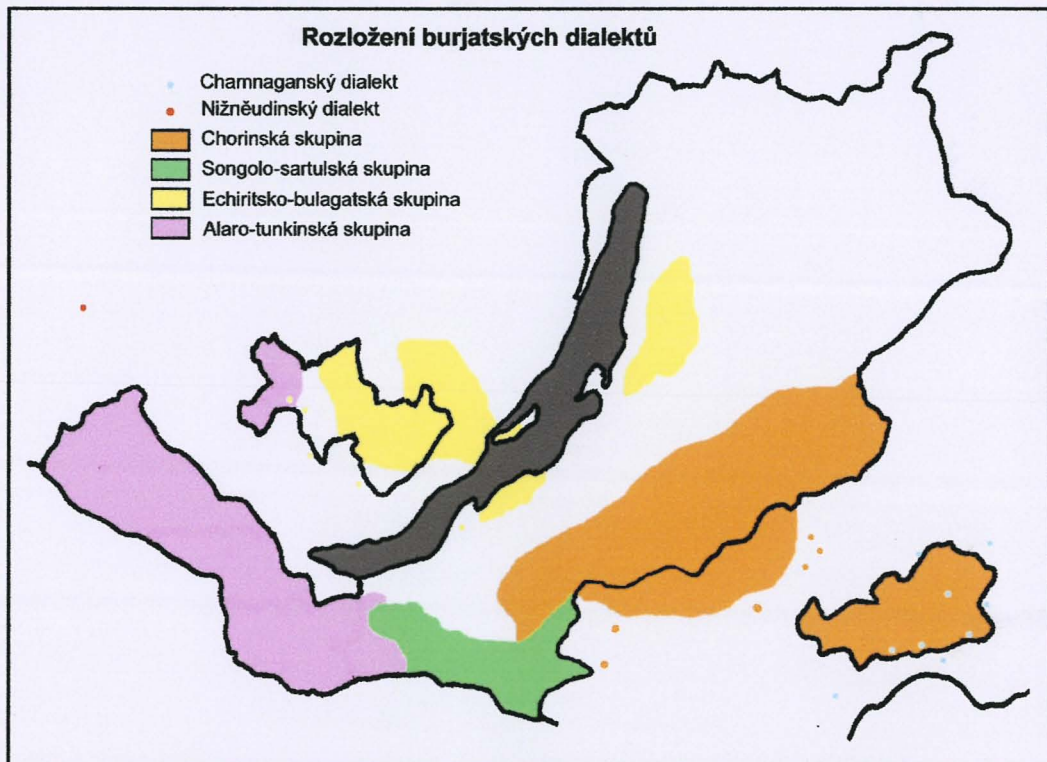 Rozložení burjatských dialektů
Chamnaganský dialekt
Nižněudinský dialekt
Chorinská skupina
Songolo-sartulská skupina
Echiritsko-bulagatská skupina
Alaro-tunkinská skupina